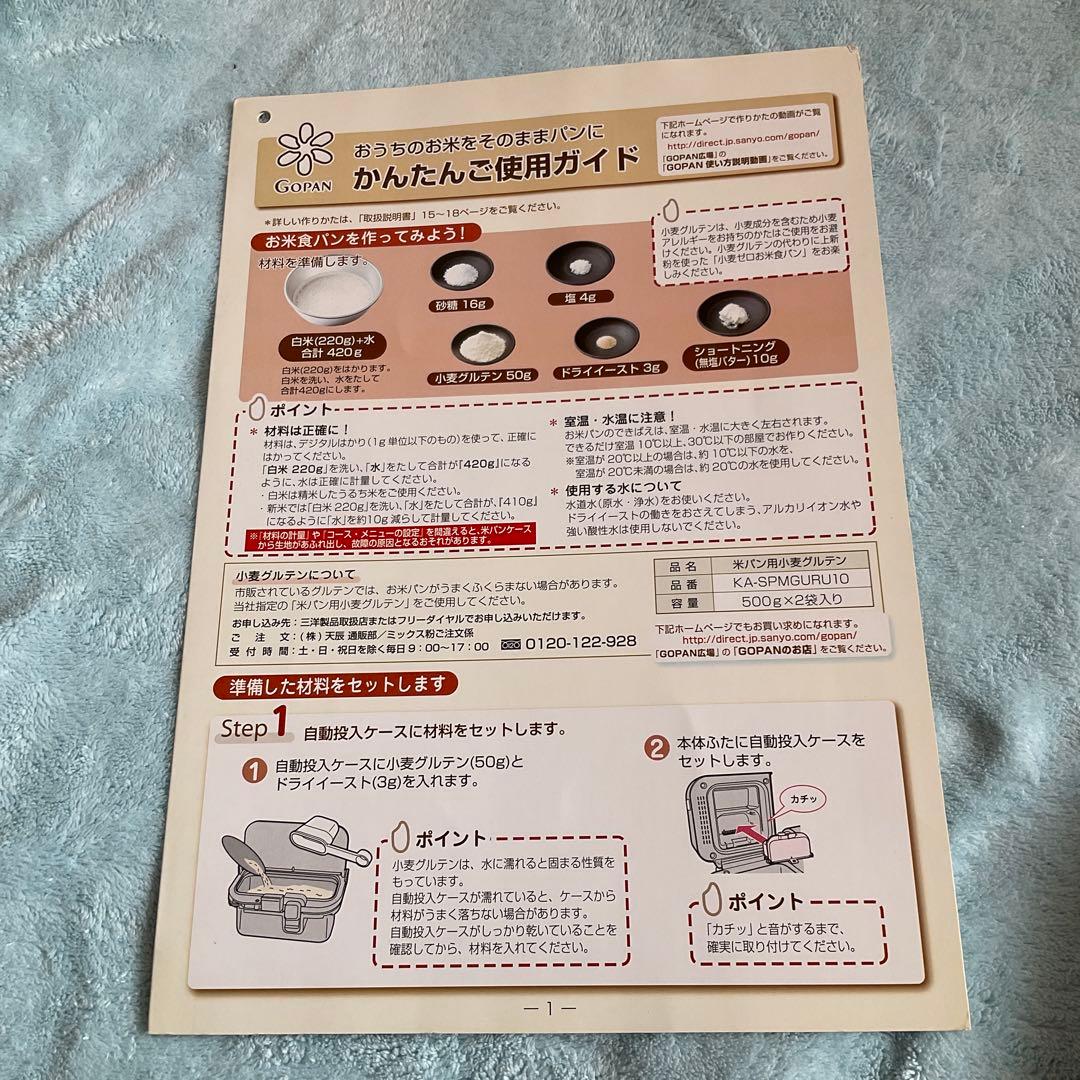 GOPAN
おうちのお米をそのままパンに
かんたんご使用ガイド
下記ホームページで作りかたの動画がご覧
になれます。
http://direct.jp.sanyo.com/gopan/
「GOPAN広場」の
「GOPAN 使い方説明動画」をご覧ください。
*詳しい作りかたは、「取扱説明書」15〜18ページをご覧ください。
お米食パンを作ってみよう!
材料を準備します。
小麦グルテンは、小麦成分を含むため小麦
アレルギーをお持ちのかたはご使用をお避
けください。小麦グルテンの代わりに上新
粉を使った「小麦ゼロお米食パン」をお楽
しみください。
砂糖 16g
塩 4g
白米(220g)+水
合計 420g
白米(220g)をはかります。
白米を洗い、水をたして
合計420gにします。
小麦グルテン 50g
ドライイースト 3g
ショートニング
(無塩バター)10g
ポイント
* 材料は正確に!
材料は、デジタルはかり(1g単位以下のもの)を使って、正確に
はかってください。
「白米 220g」を洗い、「水」をたして合計が「420g」になる
ように、水は正確に計量してください。
・白米は精米したうるち米をご使用ください。
・新米では「白米 220g」を洗い、「水」をたして合計が、「410g」
になるように「水」を約10g減らして計量してください。
※「材料の計量」や「コース・メニューの設定」を間違えると、米パンケース
から生地があふれ出し、故障の原因となるおそれがあります。
* 室温・水温に注意!
お米パンのできばえは、室温・水温に大きく左右されます。
できるだけ室温 10℃以上、30℃以下の部屋でお作りください。
※室温が 20℃以上の場合は、約 10℃以下の水を、
室温が 20℃未満の場合は、約 20℃の水を使用してください。
* 使用する水について
水道水(原水・浄水)をお使いください。
ドライイーストの働きをおさえてしまう、アルカリイオン水や
強い酸性水は使用しないでください。
小麦グルテンについて
市販されているグルテンでは、お米パンがうまくふくらまない場合があります。
当社指定の「米パン用小麦グルテン」をご使用してください。
お申し込み先:三洋製品取扱店またはフリーダイヤルでお申し込みいただけます。
ご注文:(株)天辰 通販部/ミックス粉ご注文係
受付時間:土・日・祝日を除く毎日 9:00〜17:00 0120-122-928
品名 米パン用小麦グルテン
品番 KA-SPMGURU10
容量 500g×2袋入り
下記ホームページでもお買い求めになれます。
http://direct.jp.sanyo.com/gopan/
「GOPAN広場」の「GOPANのお店」をご覧ください。
準備した材料をセットします
Step 1 自動投入ケースに材料をセットします。
1 自動投入ケースに小麦グルテン(50g)と
ドライイースト(3g)を入れます。
ポイント
小麦グルテンは、水に濡れると固まる性質を
もっています。
自動投入ケースが濡れていると、ケースから
材料がうまく落ちない場合があります。
自動投入ケースがしっかり乾いていることを
確認してから、材料を入れてください。
2 本体ふたに自動投入ケースを
セットします。
カチッ
ポイント
「カチッ」と音がするまで、
確実に取り付けてください。
― 1 ―